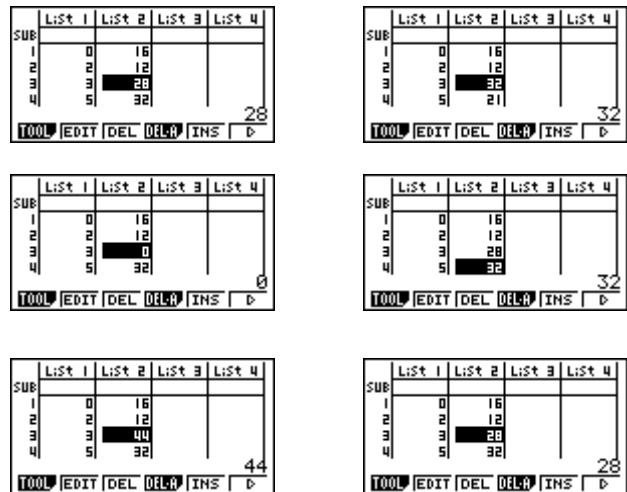 List 1 List 2 List 3 List 4
SUB
1 0 16
2 2 12
3 3 28
4 5 32
28
TOOL EDIT DEL DEL-A INS ▷
List 1 List 2 List 3 List 4
SUB
1 0 16
2 2 12
3 3 32
4 5 21
32
TOOL EDIT DEL DEL-A INS ▷
List 1 List 2 List 3 List 4
SUB
1 0 16
2 2 12
3 3 0
4 5 32
0
TOOL EDIT DEL DEL-A INS ▷
List 1 List 2 List 3 List 4
SUB
1 0 16
2 2 12
3 3 28
4 5 32
32
TOOL EDIT DEL DEL-A INS ▷
List 1 List 2 List 3 List 4
SUB
1 0 16
2 2 12
3 3 44
4 5 32
44
TOOL EDIT DEL DEL-A INS ▷
List 1 List 2 List 3 List 4
SUB
1 0 16
2 2 12
3 3 28
4 5 32
28
TOOL EDIT DEL DEL-A INS ▷